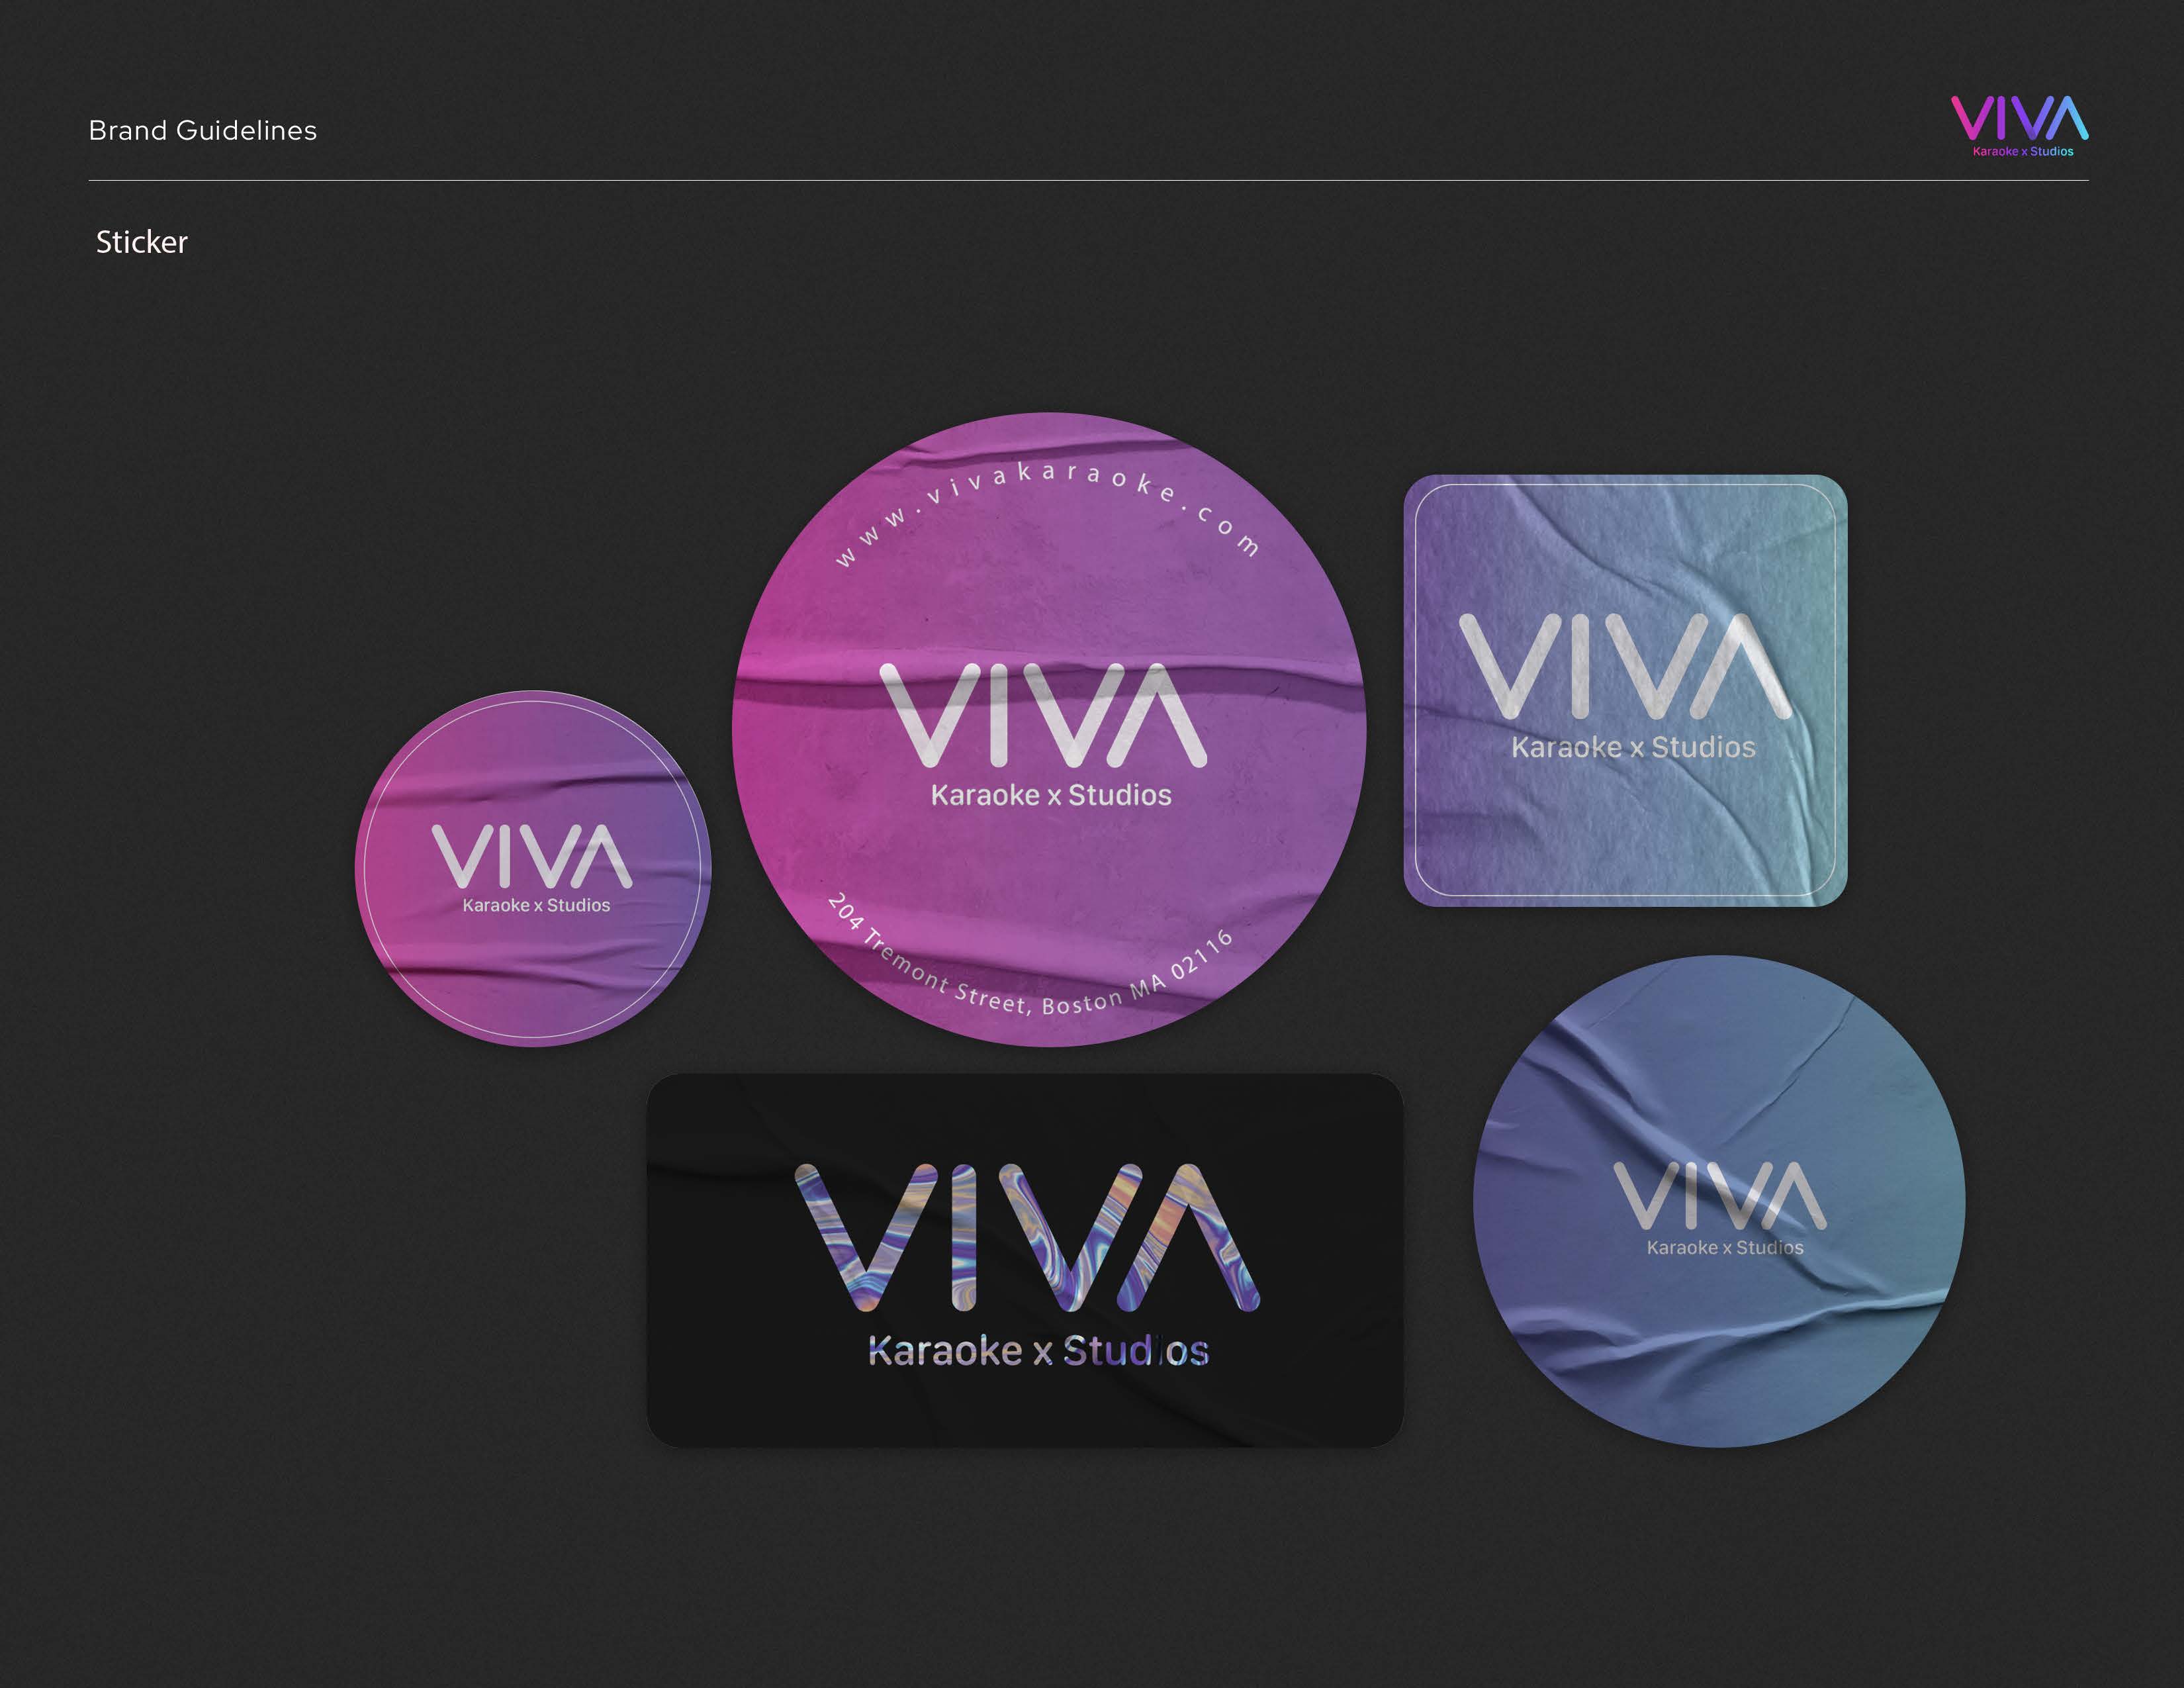 Brand Guidelines
VIVA
Karaoke x Studios
Sticker
www.vivakaraoke.com
VIVA
Karaoke x Studios
204 Tremont Street, Boston MA 02116
VIVA
Karaoke x Studios
VIVA
Karaoke x Studios
VIVA
Karaoke x Studios
VIVA
Karaoke x Studios